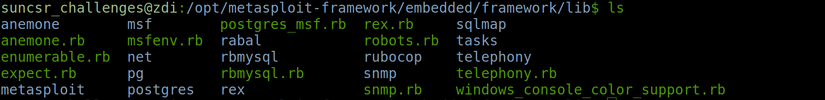 suncsr_challenges@zdi:/opt/metasploit-framework/embedded/framework/lib$ ls
anemone msf postgres_msf.rb rex.rb sqlmap
anemone.rb msfenv.rb rabal robots.rb tasks
enumerable.rb net rbmysql rubocop telephony
expect.rb pg rbmysql.rb snmp telephony.rb
metasploit postgres rex snmp.rb windows_console_color_support.rb